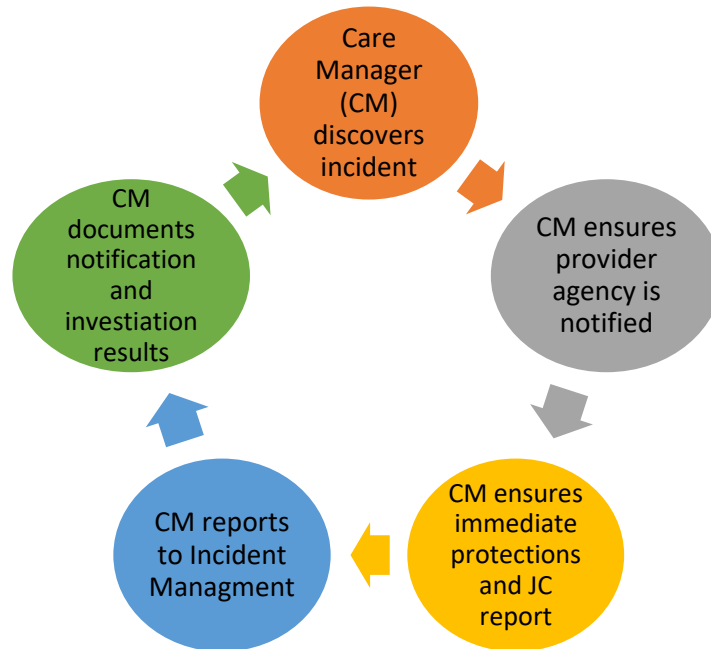 Care
Manager
(CM)
discovers
incident
CM ensures
provider
agency is
notified
CM ensures
immediate
protections
and JC
report
CM reports
to Incident
Managment
CM
documents
notification
and
investiation
results